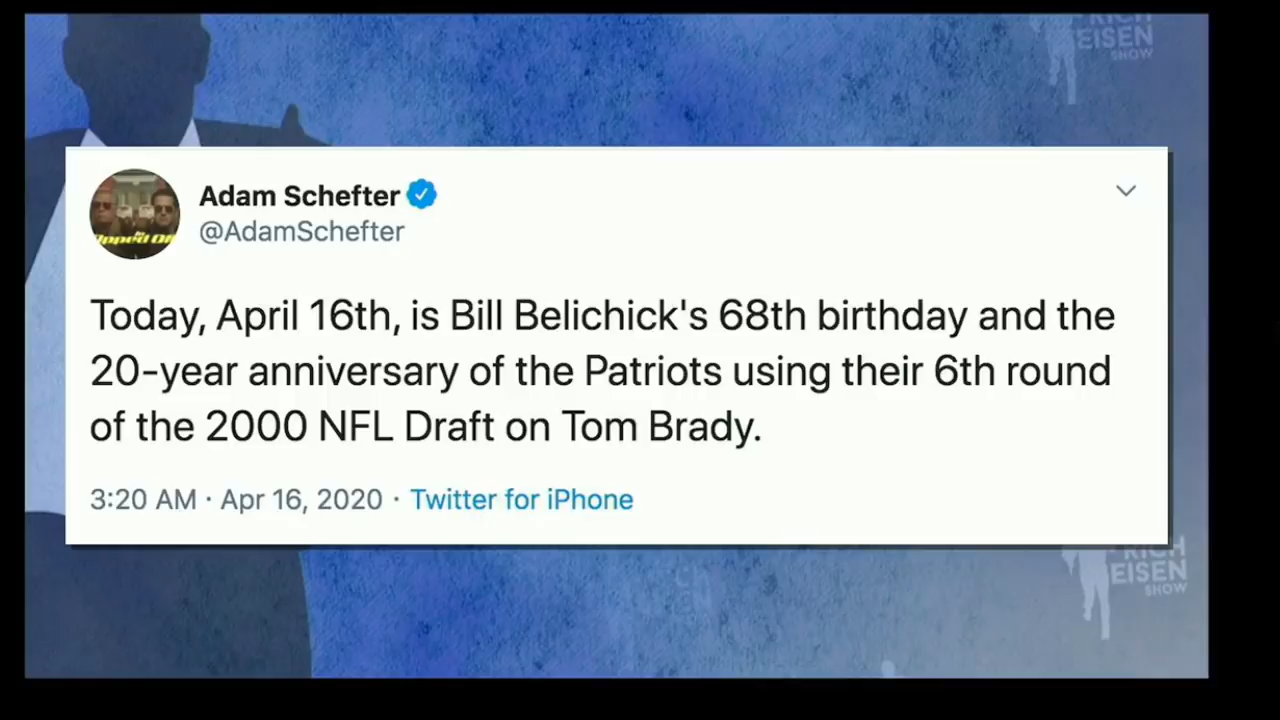 RICH
EISEN
SHOW
Adam Schefter
@AdamSchefter
Today, April 16th, is Bill Belichick's 68th birthday and the
20-year anniversary of the Patriots using their 6th round
of the 2000 NFL Draft on Tom Brady.
3:20 AM · Apr 16, 2020 · Twitter for iPhone
RICH
EISEN
SHOW